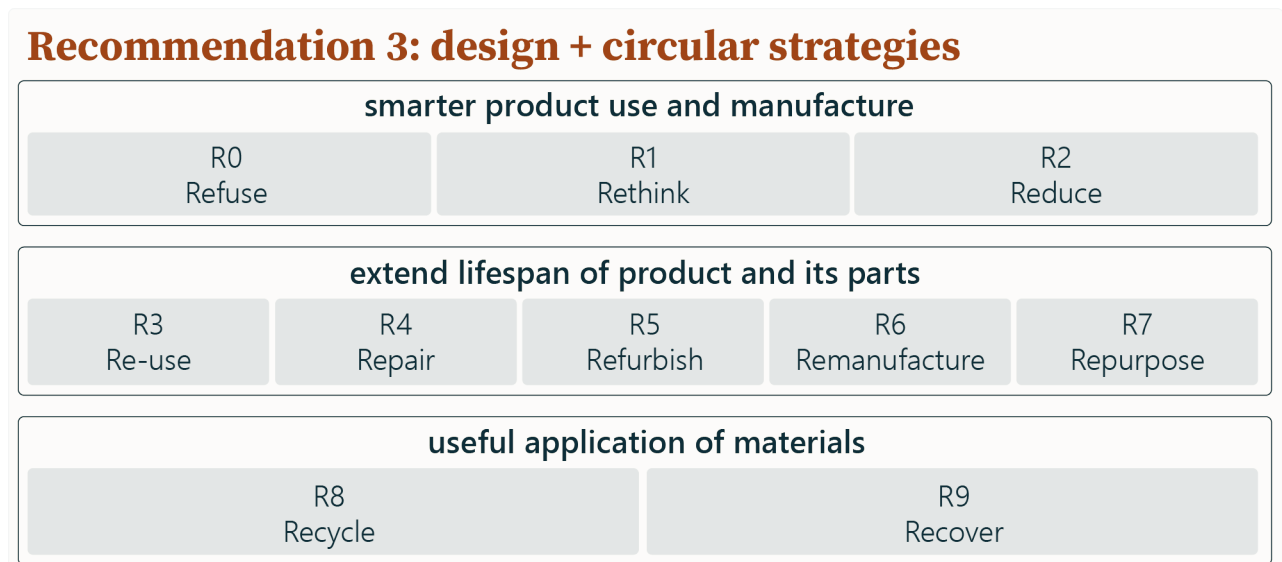 Recommendation 3: design + circular strategies
smarter product use and manufacture
R0
Refuse
R1
Rethink
R2
Reduce
extend lifespan of product and its parts
R3
Re-use
R4
Repair
R5
Refurbish
R6
Remanufacture
R7
Repurpose
useful application of materials
R8
Recycle
R9
Recover